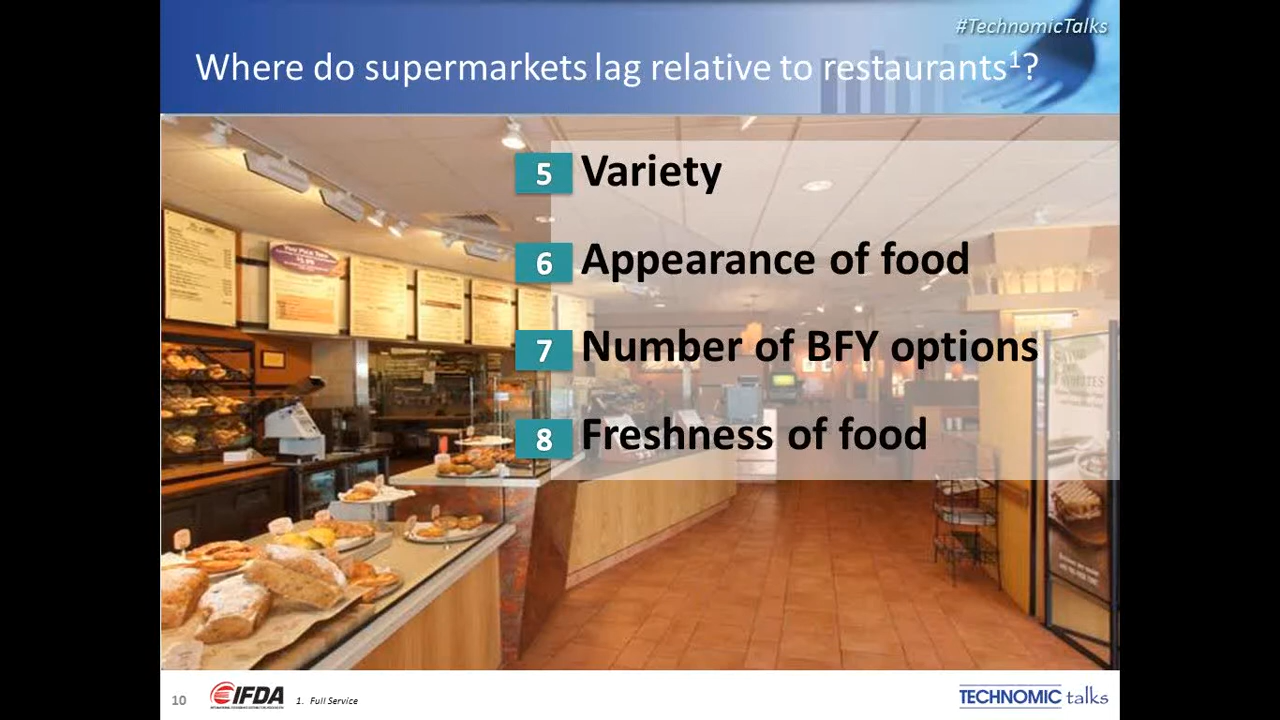 #TechnomicTalks
Where do supermarkets lag relative to restaurants¹?
5 Variety
6 Appearance of food
7 Number of BFY options
8 Freshness of food
10
IFDA
1. Full Service
TECHNOMIC talks